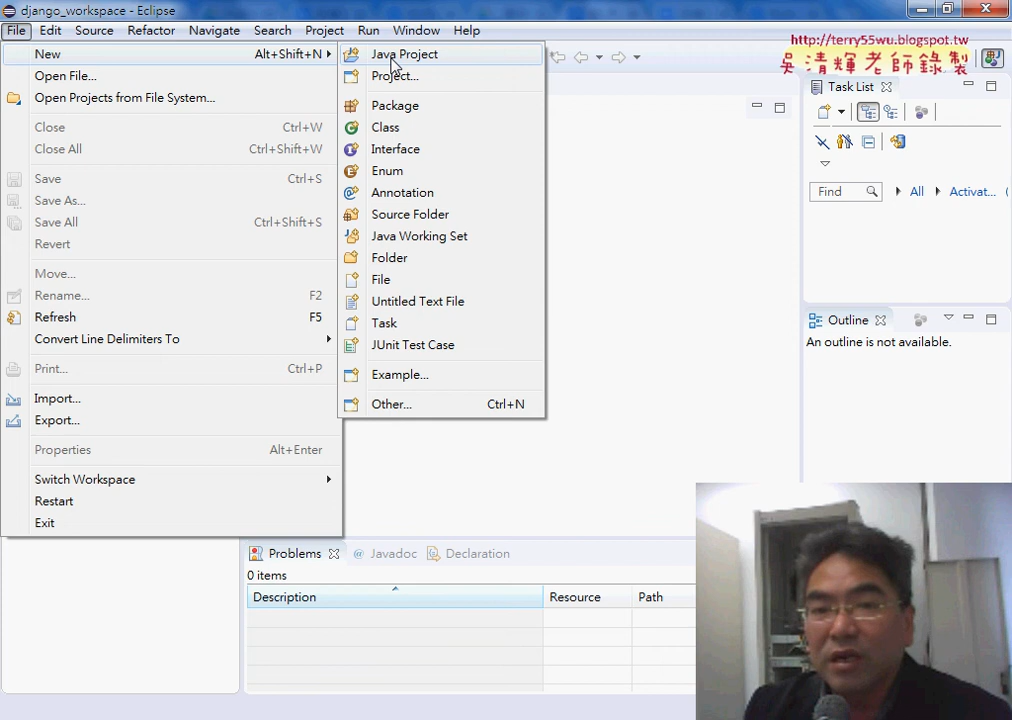 django_workspace - Eclipse
File Edit Source Refactor Navigate Search Project Run Window Help
http://terry55wu.blogspot.tw
吳清輝老師錄製
New Alt+Shift+N
Open File...
Open Projects from File System...
Close Ctrl+W
Close All Ctrl+Shift+W
Save Ctrl+S
Save As...
Save All Ctrl+Shift+S
Revert
Move...
Rename... F2
Refresh F5
Convert Line Delimiters To
Print... Ctrl+P
Import...
Export...
Properties Alt+Enter
Switch Workspace
Restart
Exit
Java Project
Project...
Package
Class
Interface
Enum
Annotation
Source Folder
Java Working Set
Folder
File
Untitled Text File
Task
JUnit Test Case
Example...
Other... Ctrl+N
Task List
Find All Activat...
Outline
An outline is not available.
Problems Javadoc Declaration
0 items
Description Resource Path